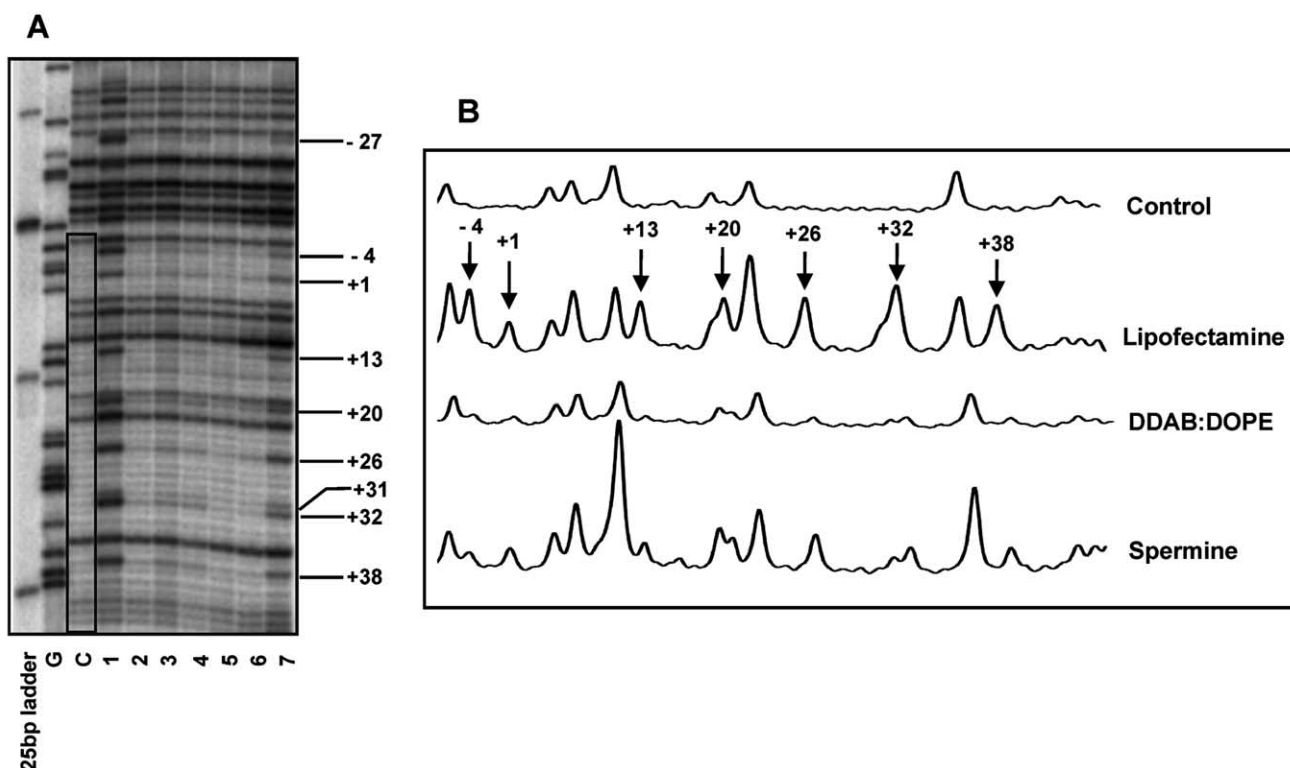 A
- 27
- 4
+1
+13
+20
+26
+31
+32
+38
25bp ladder
G
C
1
2
3
4
5
6
7
B
Control
- 4
+1
+13
+20
+26
+32
+38
Lipofectamine
DDAB:DOPE
Spermine